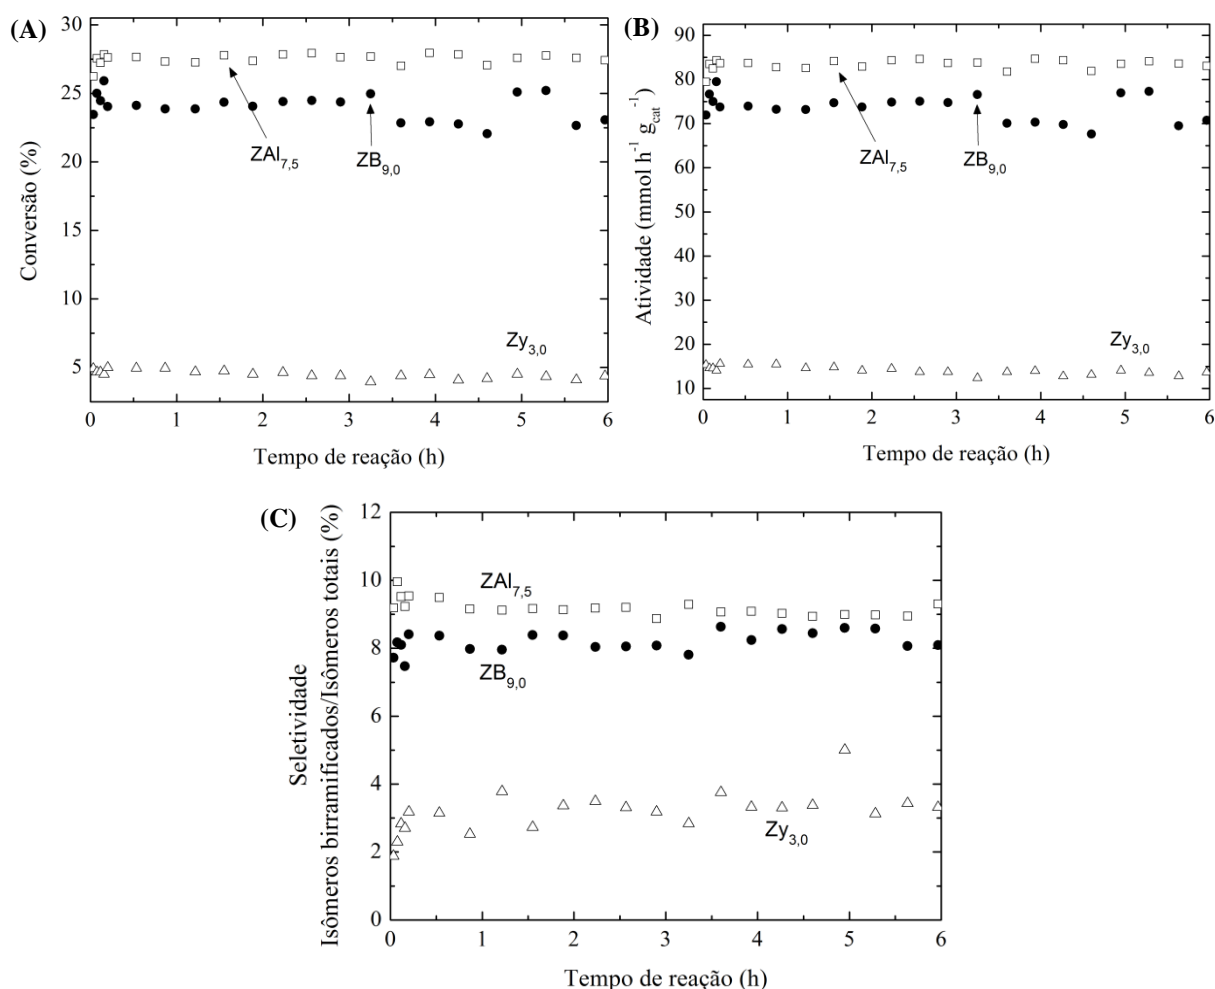 (A)
30
25
20
15
10
5
Conversão (%)
ZAl7,5
ZB9,0
Zy3,0
0 1 2 3 4 5 6
Tempo de reação (h)
(B)
90
80
70
60
50
40
30
20
10
Atividade (mmol h-1 gcat-1)
ZAl7,5
ZB9,0
Zy3,0
0 1 2 3 4 5 6
Tempo de reação (h)
(C)
12
10
8
6
4
2
0
Seletividade
Isômeros birramificados/Isômeros totais (%)
ZAl7,5
ZB9,0
Zy3,0
0 1 2 3 4 5 6
Tempo de reação (h)